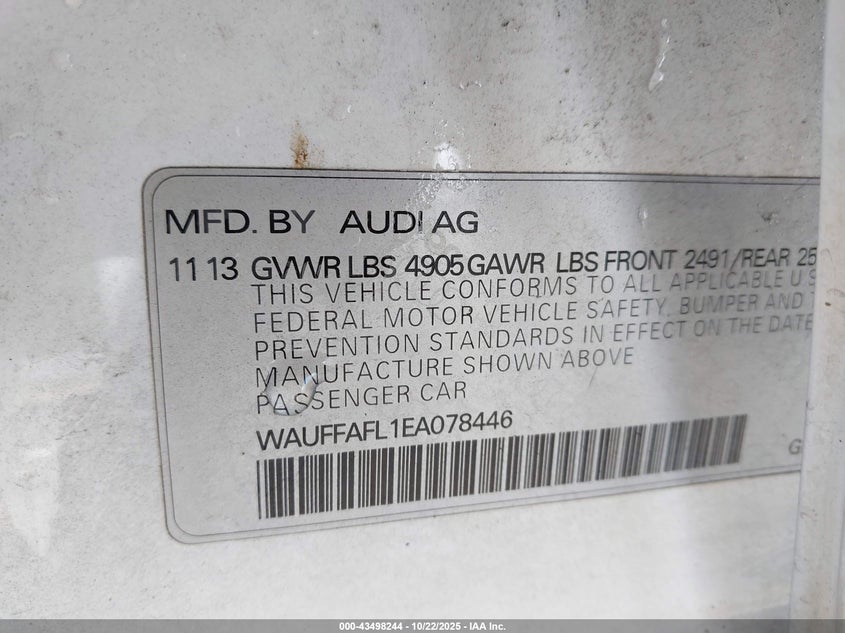 MFD. BY AUDI AG
11 13 GVWR LBS 4905 GAWR LBS FRONT 2491/REAR 25
THIS VEHICLE CONFORMS TO ALL APPLICABLE U S
FEDERAL MOTOR VEHICLE SAFETY, BUMPER AND T
PREVENTION STANDARDS IN EFFECT ON THE DATE
MANUFACTURE SHOWN ABOVE
PASSENGER CAR
WAUFFAFL1EA078446
G
000-43498244 - 10/22/2025 - IAA Inc.